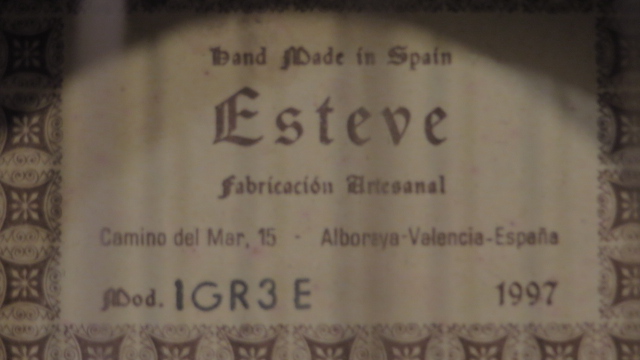 Hand Made in Spain
Esteve
Fabricación Artesanal
Camino del Mar, 15 - Alboraya-Valencia-España
Mod. 1GR3 E 1997